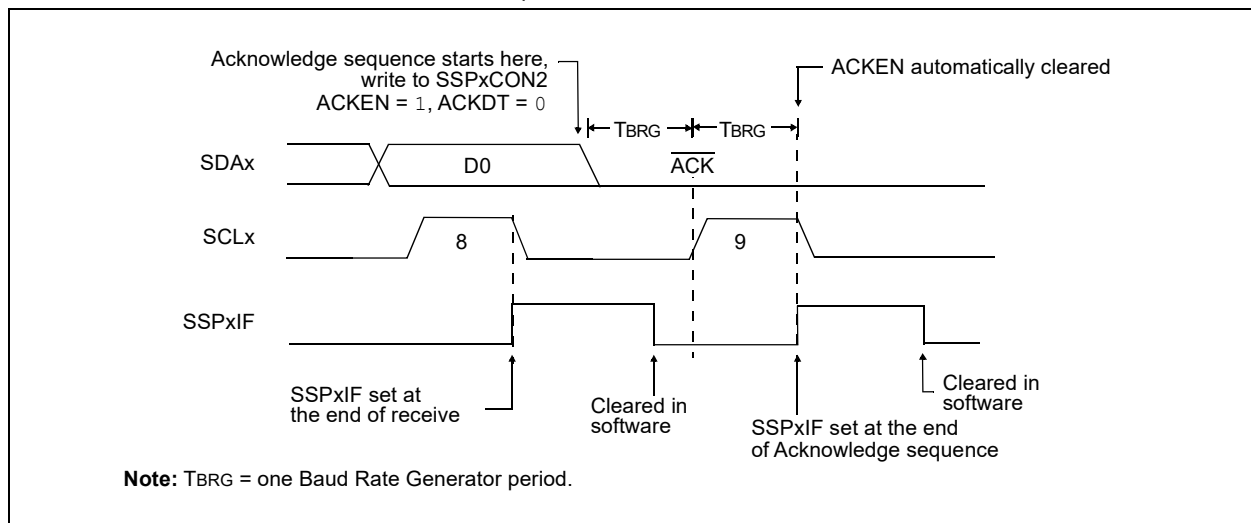 Acknowledge sequence starts here,
write to SSPxCON2
ACKEN = 1, ACKDT = 0
ACKEN automatically cleared
TBRG
TBRG
SDAx
D0
ACK
SCLx
8
9
SSPxIF
SSPxIF set at
the end of receive
Cleared in
software
SSPxIF set at the end
of Acknowledge sequence
Cleared in
software
Note: TBRG = one Baud Rate Generator period.